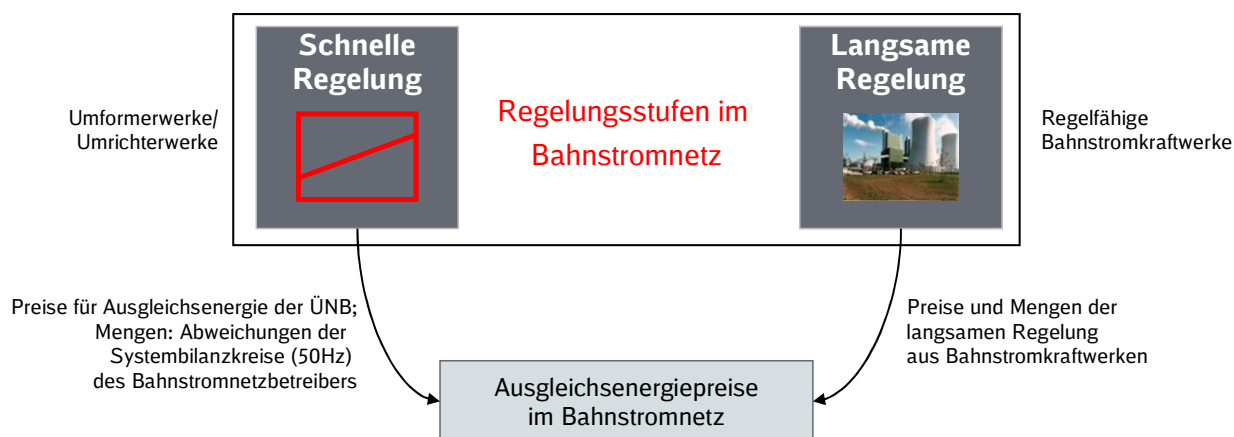 Schnelle
Regelung
Langsame
Regelung
Umformerwerke/
Umrichterwerke
Regelungsstufen im
Bahnstromnetz
Regelfähige
Bahnstromkraftwerke
Preise für Ausgleichsenergie der ÜNB;
Mengen: Abweichungen der
Systembilanzkreise (50Hz)
des Bahnstromnetzbetreibers
Preise und Mengen der
langsamen Regelung
aus Bahnstromkraftwerken
Ausgleichsenergiepreise
im Bahnstromnetz